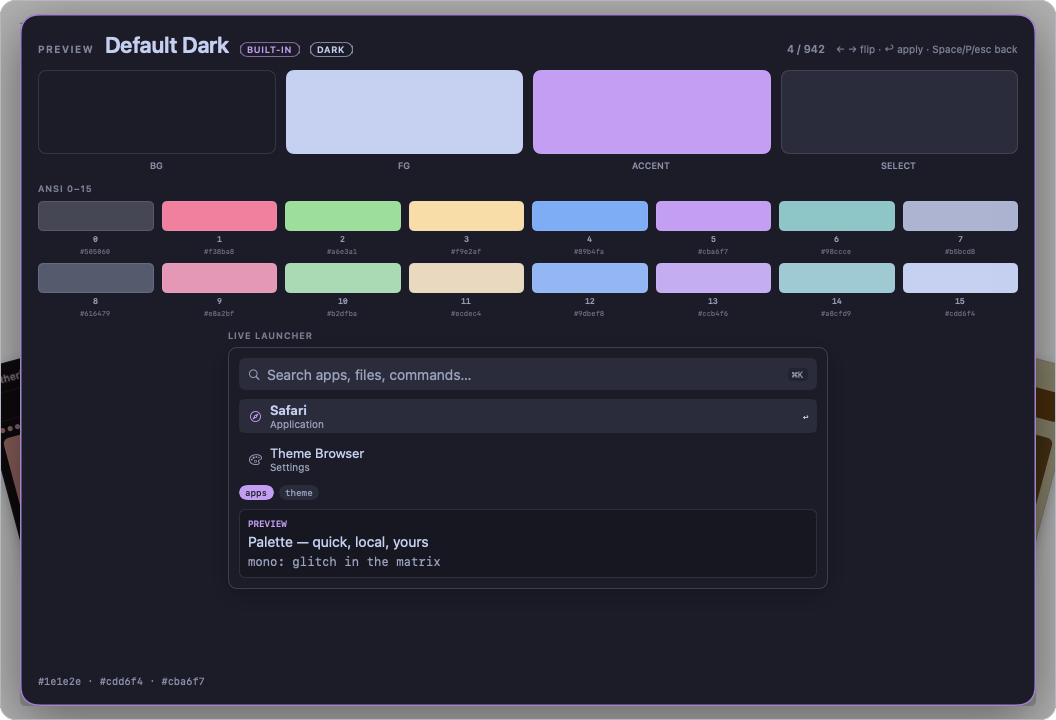 PREVIEW Default Dark BUILT-IN DARK 4 / 942 ← → flip · ↩ apply · Space/P/esc back
BG FG ACCENT SELECT
ANSI 0–15
0 1 2 3 4 5 6 7
#505060 #f38ba8 #a6e3a1 #f9e2af #89b4fa #cba6f7 #98ccce #b5bcd8
8 9 10 11 12 13 14 15
#616479 #e8a2bf #b2dfba #ecdec4 #9dbef8 #ccb4f6 #a8cfd9 #cdd6f4
LIVE LAUNCHER
Search apps, files, commands... ⌘K
Safari
Application ↩
Theme Browser
Settings
apps theme
PREVIEW
Palette — quick, local, yours
mono: glitch in the matrix
#1e1e2e · #cdd6f4 · #cba6f7